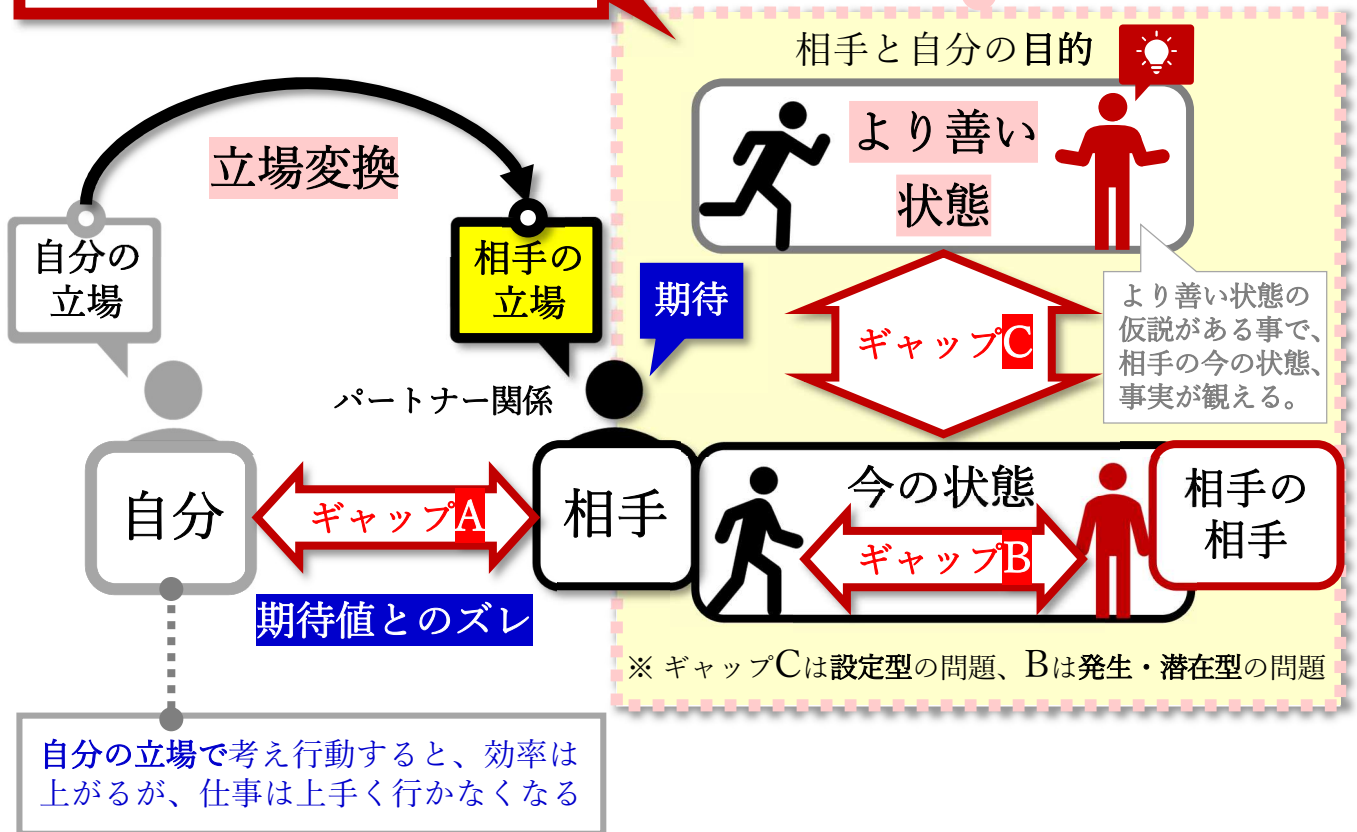 相手と自分の目的
より善い
状態
立場変換
自分の
立場
相手の
立場
期待
ギャップC
より善い状態の
仮説がある事で、
相手の今の状態、
事実が観える。
パートナー関係
自分
ギャップA
相手
今の状態
ギャップB
相手の
相手
期待値とのズレ
※ ギャップCは設定型の問題、Bは発生・潜在型の問題
自分の立場で考え行動すると、効率は
上がるが、仕事は上手く行かなくなる